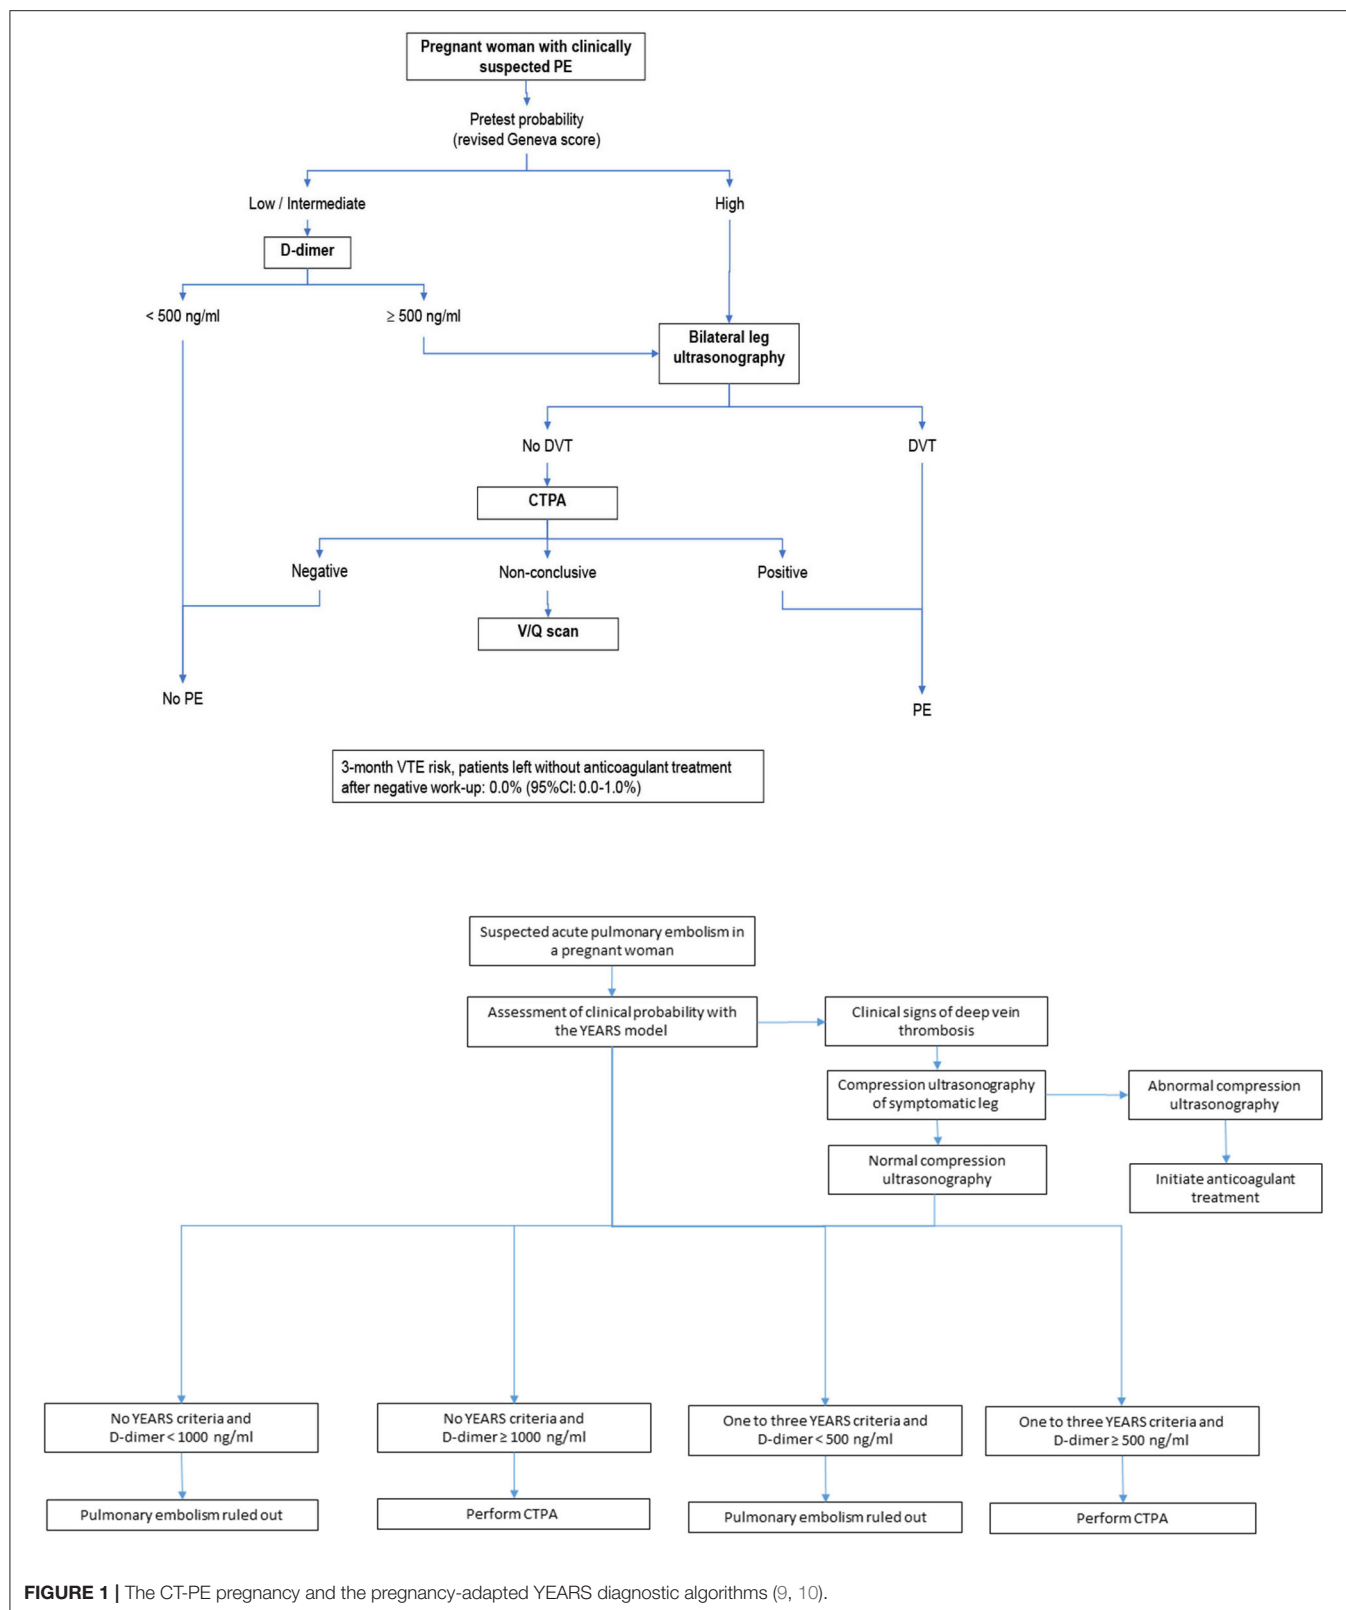 Pregnant woman with clinically
suspected PE
Pretest probability
(revised Geneva score)
Low / Intermediate
High
D-dimer
< 500 ng/ml
≥ 500 ng/ml
Bilateral leg
ultrasonography
No DVT
DVT
CTPA
Negative
Non-conclusive
Positive
V/Q scan
No PE
PE
3-month VTE risk, patients left without anticoagulant treatment
after negative work-up: 0.0% (95%CI: 0.0-1.0%)
Suspected acute pulmonary embolism in
a pregnant woman
Assessment of clinical probability with
the YEARS model
Clinical signs of deep vein
thrombosis
Compression ultrasonography
of symptomatic leg
Abnormal compression
ultrasonography
Normal compression
ultrasonography
Initiate anticoagulant
treatment
No YEARS criteria and
D-dimer < 1000 ng/ml
No YEARS criteria and
D-dimer ≥ 1000 ng/ml
One to three YEARS criteria and
D-dimer < 500 ng/ml
One to three YEARS criteria and
D-dimer ≥ 500 ng/ml
Pulmonary embolism ruled out
Perform CTPA
Pulmonary embolism ruled out
Perform CTPA
FIGURE 1 | The CT-PE pregnancy and the pregnancy-adapted YEARS diagnostic algorithms (9, 10).